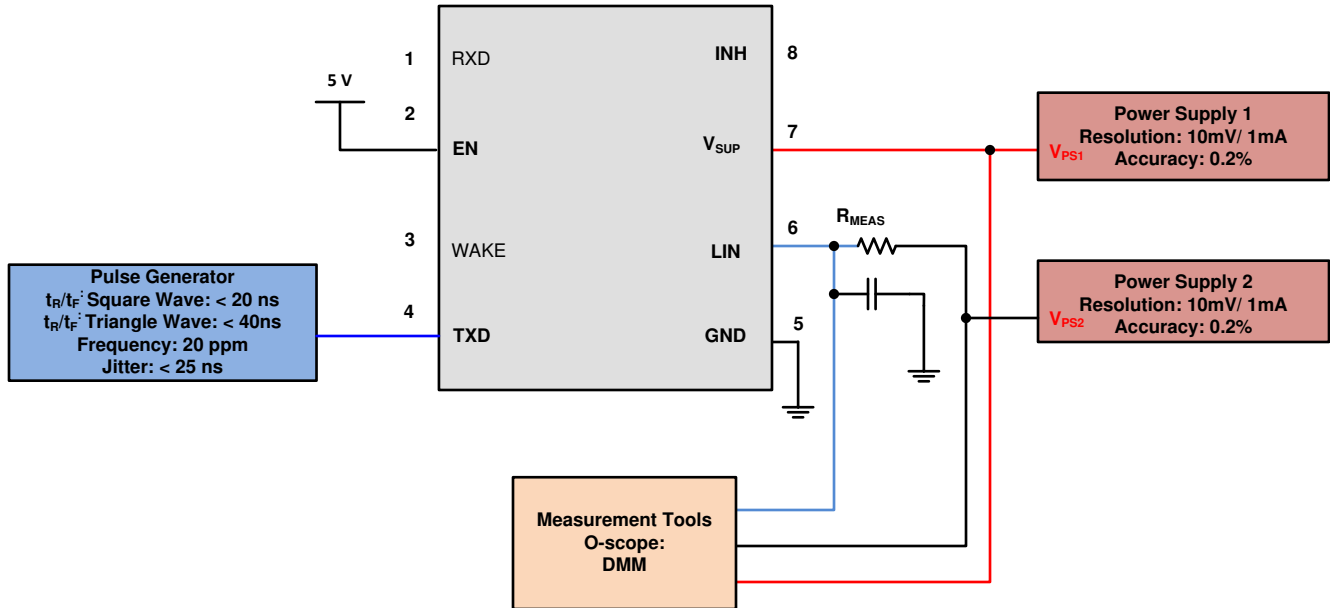 1
RXD
INH
8
5 V
2
EN
7
VSUP
Power Supply 1
Resolution: 10mV/ 1mA
VPS1
Accuracy: 0.2%
3
WAKE
6
LIN
RMEAS
Pulse Generator
tR/tF: Square Wave: < 20 ns
tR/tF: Triangle Wave: < 40ns
Frequency: 20 ppm
Jitter: < 25 ns
4
TXD
5
GND
Power Supply 2
Resolution: 10mV/ 1mA
VPS2
Accuracy: 0.2%
Measurement Tools
O-scope:
DMM